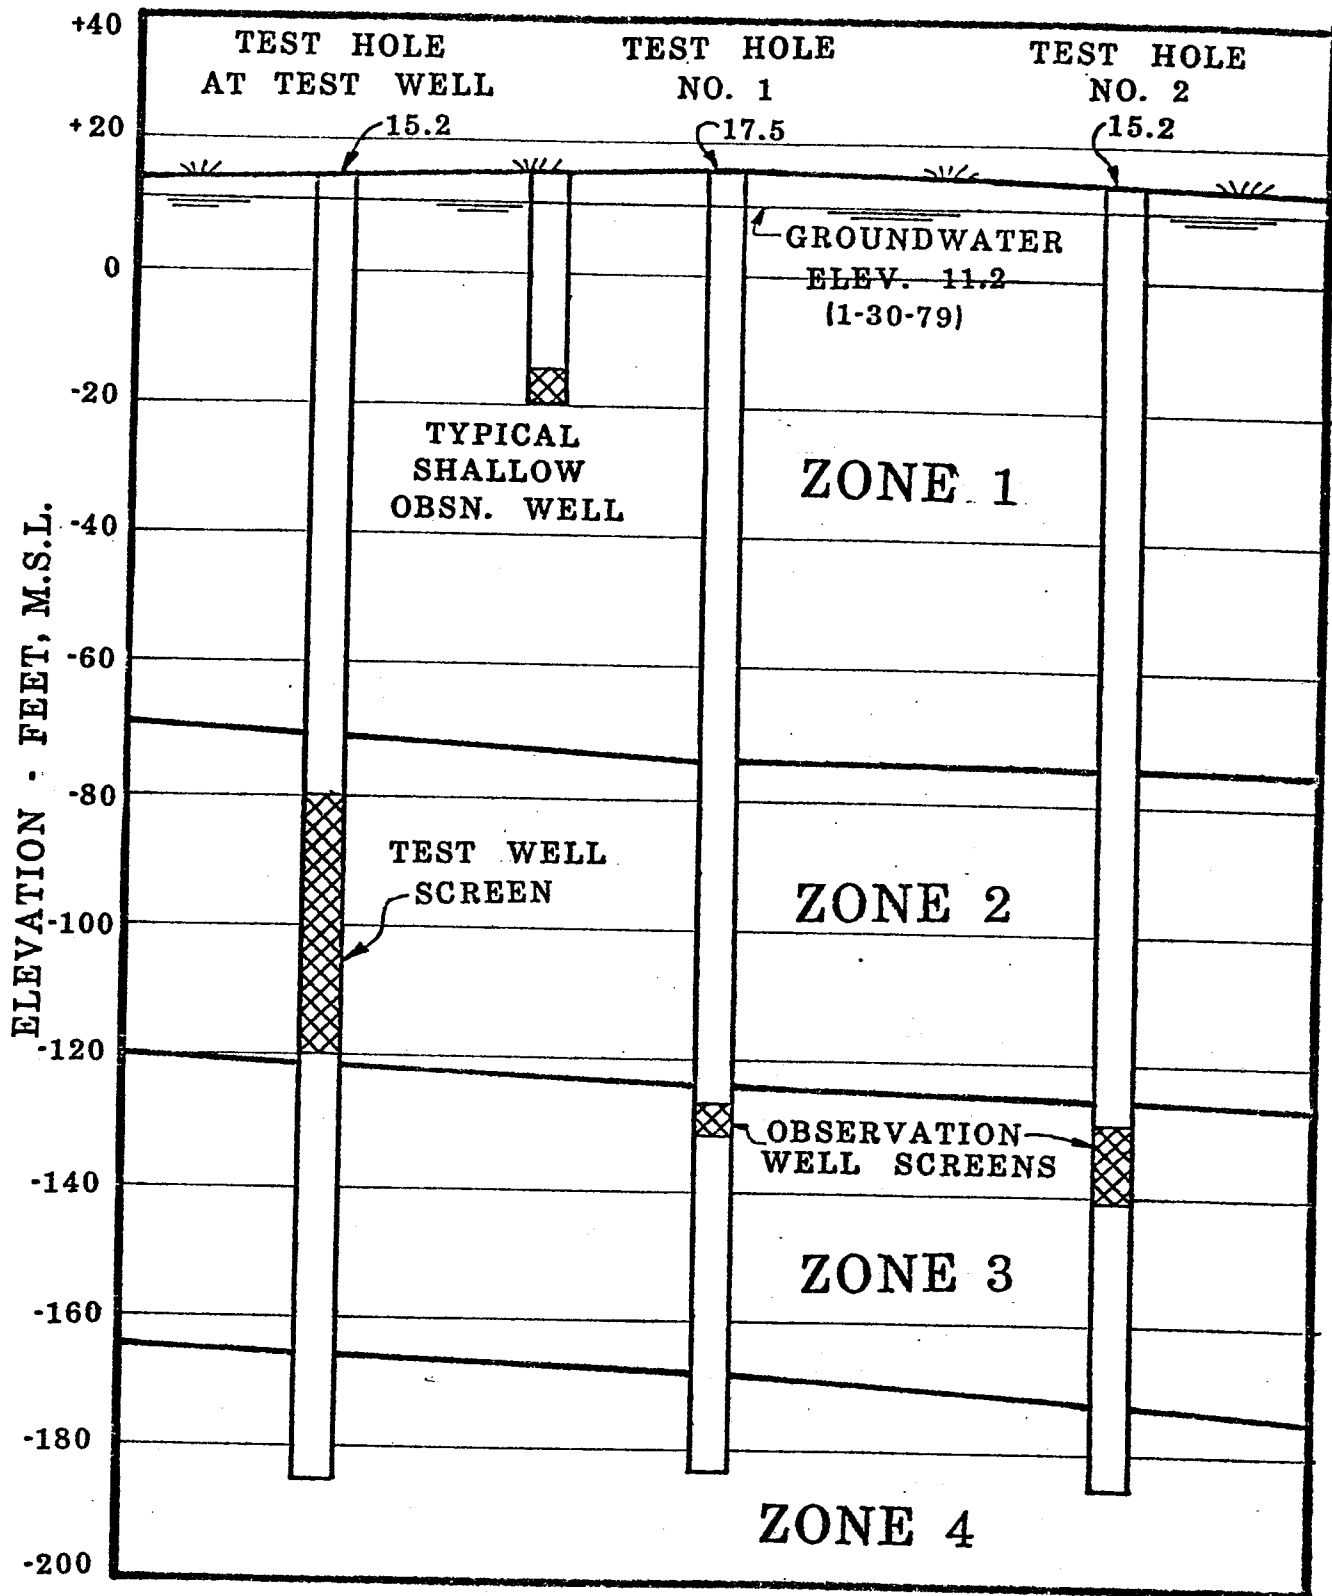 +40
TEST HOLE
AT TEST WELL
15.2
TEST HOLE
NO. 1
17.5
TEST HOLE
NO. 2
15.2
+20
GROUNDWATER
ELEV. 11.2
(1-30-79)
0
-20
TYPICAL
SHALLOW
OBSN. WELL
ZONE 1
-40
-60
ELEVATION - FEET, M.S.L.
-80
TEST WELL
SCREEN
ZONE 2
-100
-120
OBSERVATION
WELL SCREENS
-140
ZONE 3
-160
-180
ZONE 4
-200